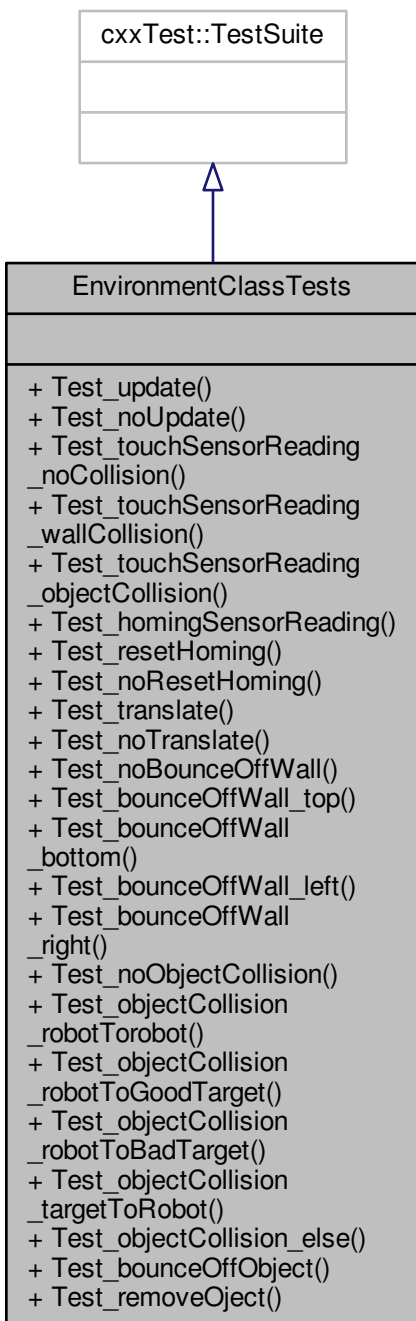 cxxTest::TestSuite
EnvironmentClassTests
+ Test_update()
+ Test_noUpdate()
+ Test_touchSensorReading
_noCollision()
+ Test_touchSensorReading
_wallCollision()
+ Test_touchSensorReading
_objectCollision()
+ Test_homingSensorReading()
+ Test_resetHoming()
+ Test_noResetHoming()
+ Test_translate()
+ Test_noTranslate()
+ Test_noBounceOffWall()
+ Test_bounceOffWall_top()
+ Test_bounceOffWall
_bottom()
+ Test_bounceOffWall_left()
+ Test_bounceOffWall
_right()
+ Test_noObjectCollision()
+ Test_objectCollision
_robotTorobot()
+ Test_objectCollision
_robotToGoodTarget()
+ Test_objectCollision
_robotToBadTarget()
+ Test_objectCollision
_targetToRobot()
+ Test_objectCollision_else()
+ Test_bounceOffObject()
+ Test_removeOject()